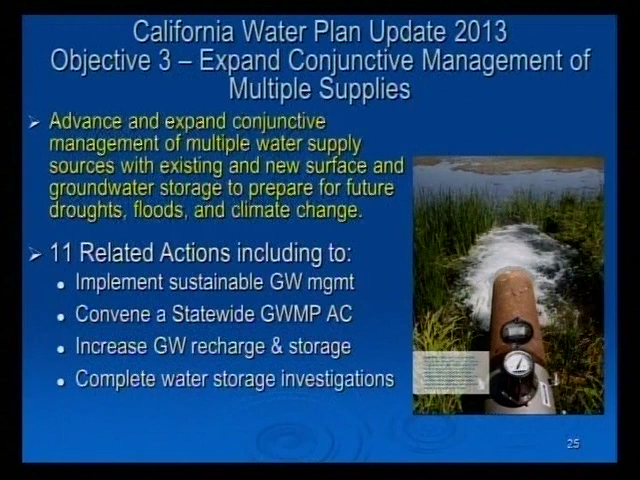 California Water Plan Update 2013
Objective 3 – Expand Conjunctive Management of
Multiple Supplies
Advance and expand conjunctive
management of multiple water supply
sources with existing and new surface and
groundwater storage to prepare for future
droughts, floods, and climate change.
11 Related Actions including to:
Implement sustainable GW mgmt
Convene a Statewide GWMP AC
Increase GW recharge & storage
Complete water storage investigations
25